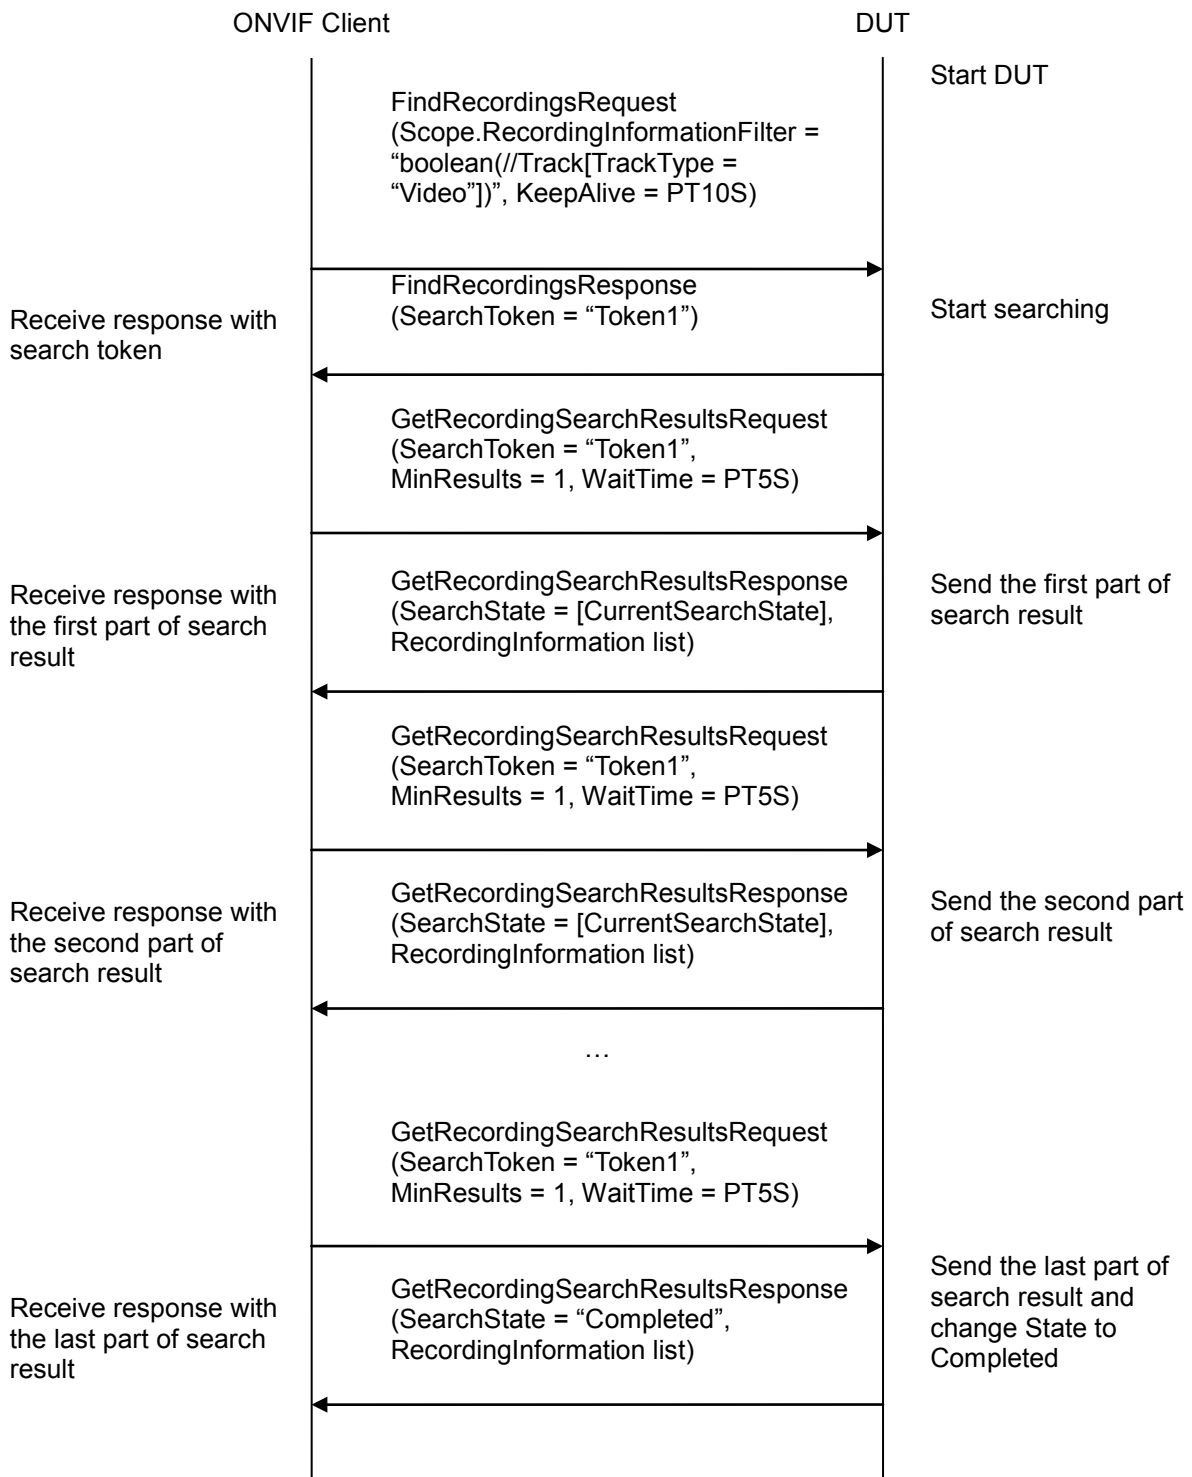 ONVIF Client
DUT
Start DUT
FindRecordingsRequest
(Scope.RecordingInformationFilter =
“boolean(//Track[TrackType =
“Video”])”, KeepAlive = PT10S)
FindRecordingsResponse
(SearchToken = “Token1”)
Start searching
Receive response with
search token
GetRecordingSearchResultsRequest
(SearchToken = “Token1”,
MinResults = 1, WaitTime = PT5S)
GetRecordingSearchResultsResponse
(SearchState = [CurrentSearchState],
RecordingInformation list)
Send the first part of
search result
Receive response with
the first part of search
result
GetRecordingSearchResultsRequest
(SearchToken = “Token1”,
MinResults = 1, WaitTime = PT5S)
GetRecordingSearchResultsResponse
(SearchState = [CurrentSearchState],
RecordingInformation list)
Send the second part
of search result
Receive response with
the second part of
search result
…
GetRecordingSearchResultsRequest
(SearchToken = “Token1”,
MinResults = 1, WaitTime = PT5S)
GetRecordingSearchResultsResponse
(SearchState = “Completed”,
RecordingInformation list)
Send the last part of
search result and
change State to
Completed
Receive response with
the last part of search
result